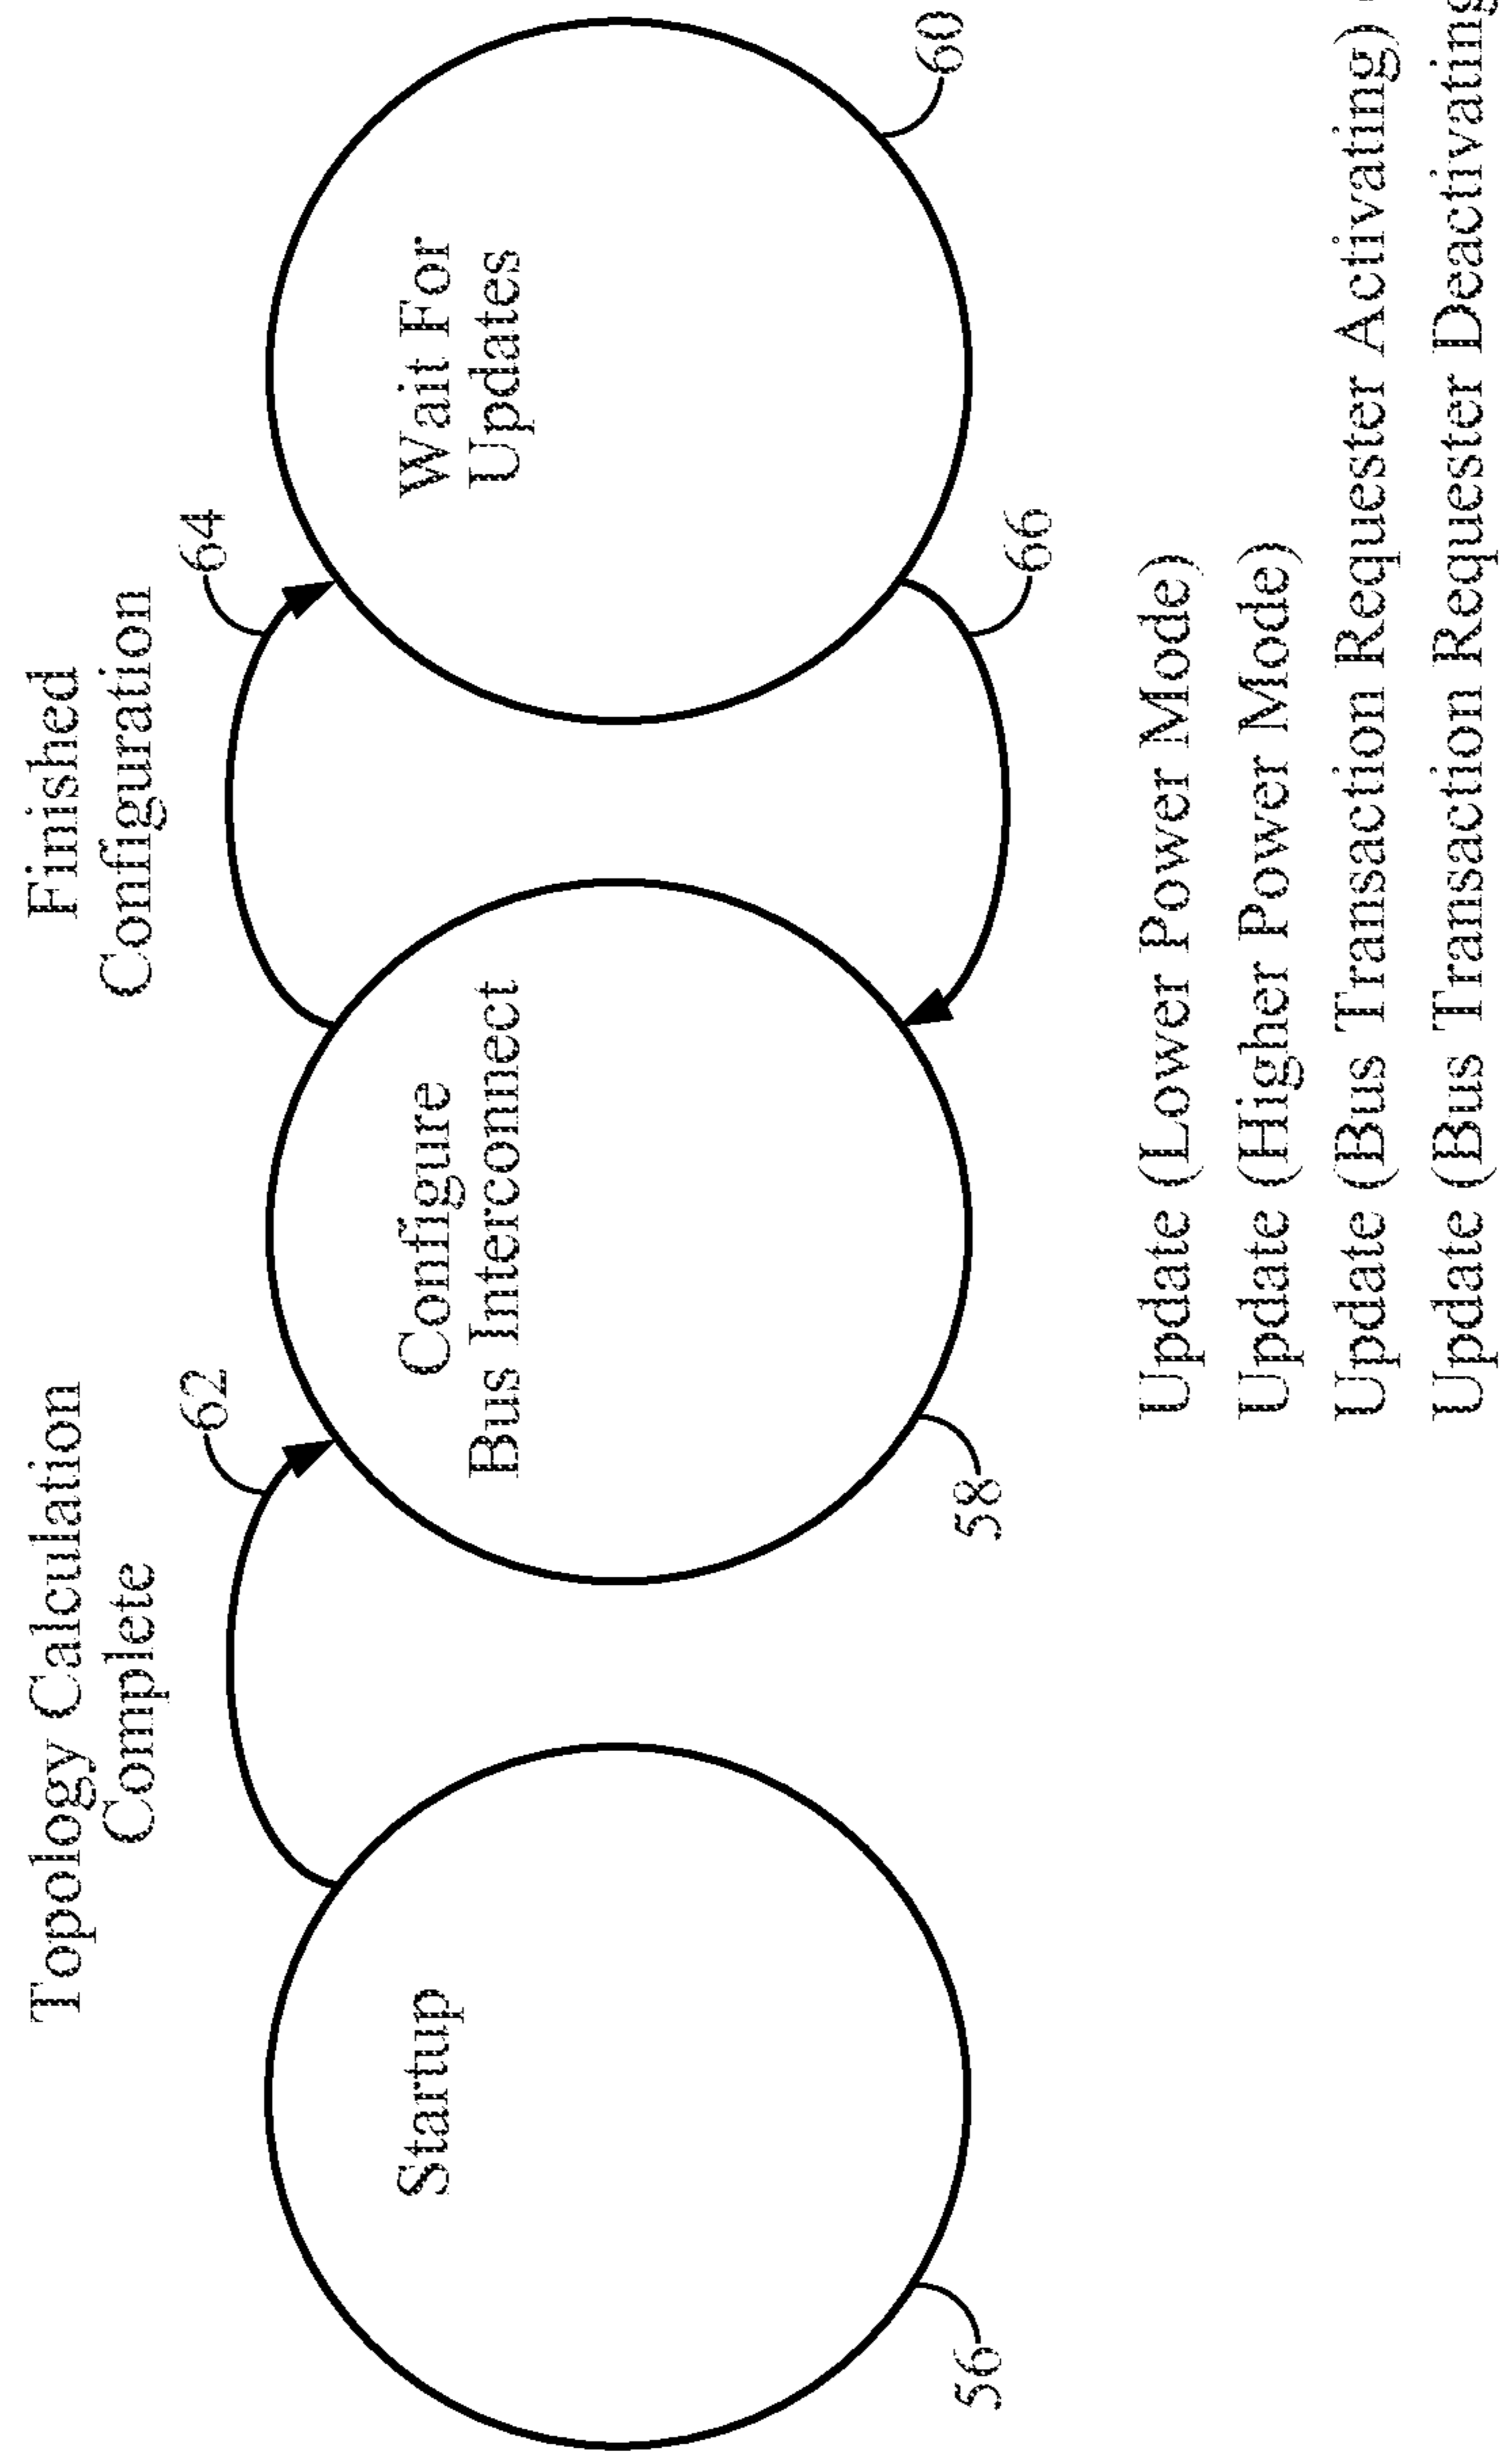 Topology Calculation
Complete
Finished
Configuration
62
64
Startup
Configure
Bus Interconnect
Wait For
Updates
56
58
60
66
Update (Lower Power Mode)
Update (Higher Power Mode)
Update (Bus Transaction Requester Activating)
Update (Bus Transaction Requester Deactivating